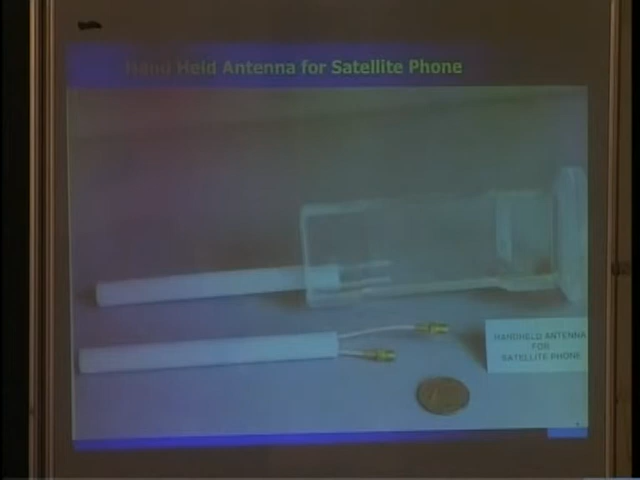 Hand Held Antenna for Satellite Phone
HANDHELD ANTENNA
FOR
SATELLITE PHONE